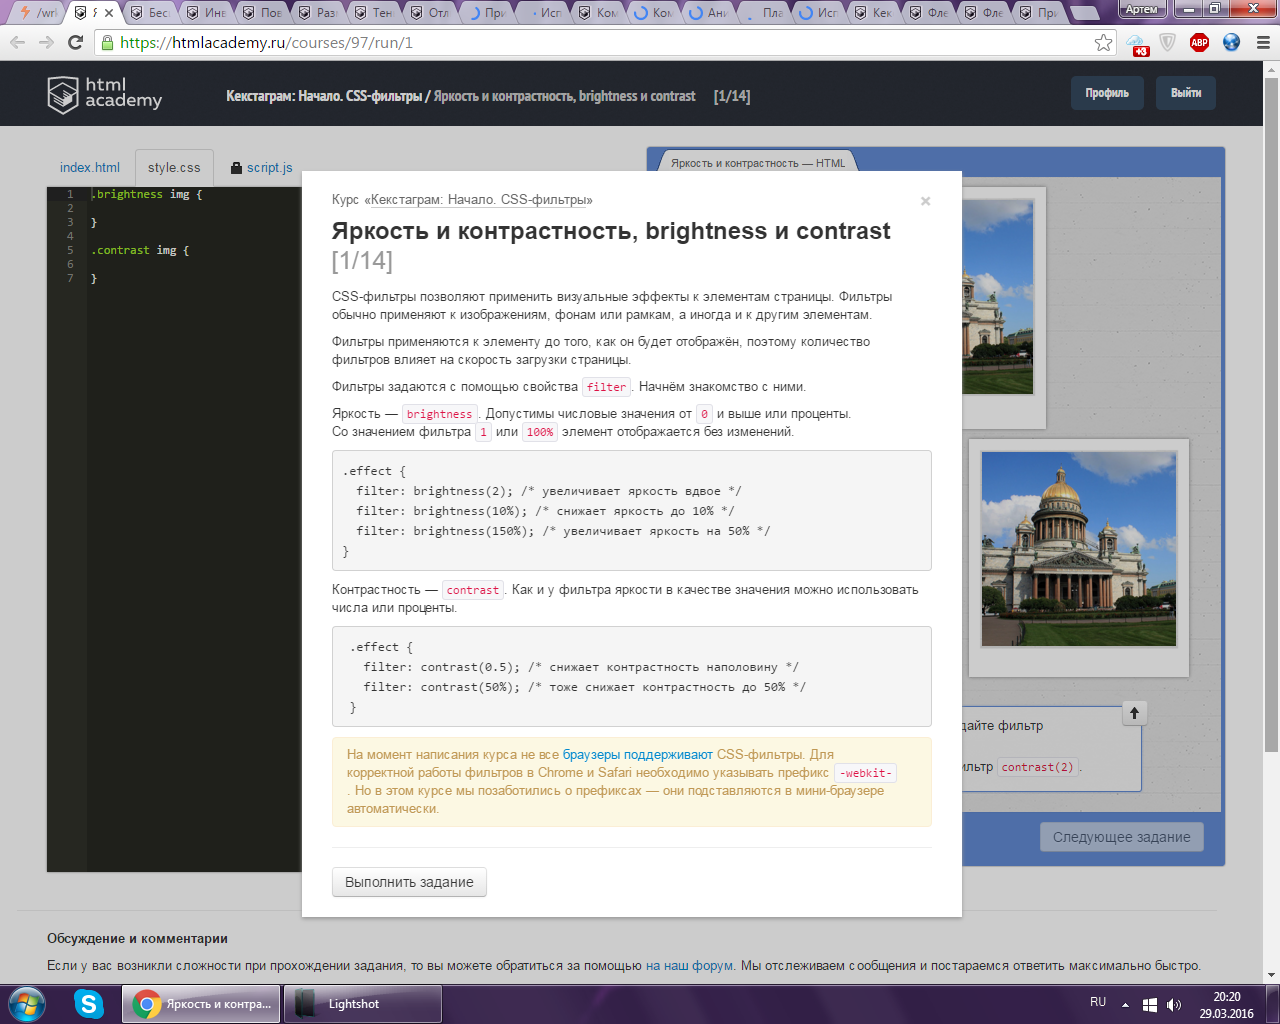 /wrk
Я
Бес
Инв
Пов
Разг
Тен
Отл
При
Исп
Ком
Ком
Ани
Пла
Исп
Кек
Фле
Фле
При
Артем
https://htmlacademy.ru/courses/97/run/1
+3
ABP
html
academy
Кекстаграм: Начало. CSS-фильтры / Яркость и контрастность, brightness и contrast [1/14]
Профиль
Выйти
index.html
style.css
script.js
Яркость и контрастность — HTML
1 .brightness img {
2
3 }
4
5 .contrast img {
6
7 }
Курс «Кекстаграм: Начало. CSS-фильтры»
×
Яркость и контрастность, brightness и contrast
[1/14]
CSS-фильтры позволяют применить визуальные эффекты к элементам страницы. Фильтры
обычно применяют к изображениям, фонам или рамкам, а иногда и к другим элементам.
Фильтры применяются к элементу до того, как он будет отображён, поэтому количество
фильтров влияет на скорость загрузки страницы.
Фильтры задаются с помощью свойства filter. Начнём знакомство с ними.
Яркость — brightness. Допустимы числовые значения от 0 и выше или проценты.
Со значением фильтра 1 или 100% элемент отображается без изменений.
.effect {
filter: brightness(2); /* увеличивает яркость вдвое */
filter: brightness(10%); /* снижает яркость до 10% */
filter: brightness(150%); /* увеличивает яркость на 50% */
}
Контрастность — contrast. Как и у фильтра яркости в качестве значения можно использовать
числа или проценты.
.effect {
filter: contrast(0.5); /* снижает контрастность наполовину */
filter: contrast(50%); /* тоже снижает контрастность до 50% */
}
На момент написания курса не все браузеры поддерживают CSS-фильтры. Для
корректной работы фильтров в Chrome и Safari необходимо указывать префикс -webkit-
. Но в этом курсе мы позаботились о префиксах — они подставляются в мини-браузере
автоматически.
Выполнить задание
дайте фильтр
ильтр contrast(2).
Следующее задание
Обсуждение и комментарии
Если у вас возникли сложности при прохождении задания, то вы можете обратиться за помощью на наш форум. Мы отслеживаем сообщения и постараемся ответить максимально быстро.
Яркость и контра...
Lightshot
RU
20:20
29.03.2016